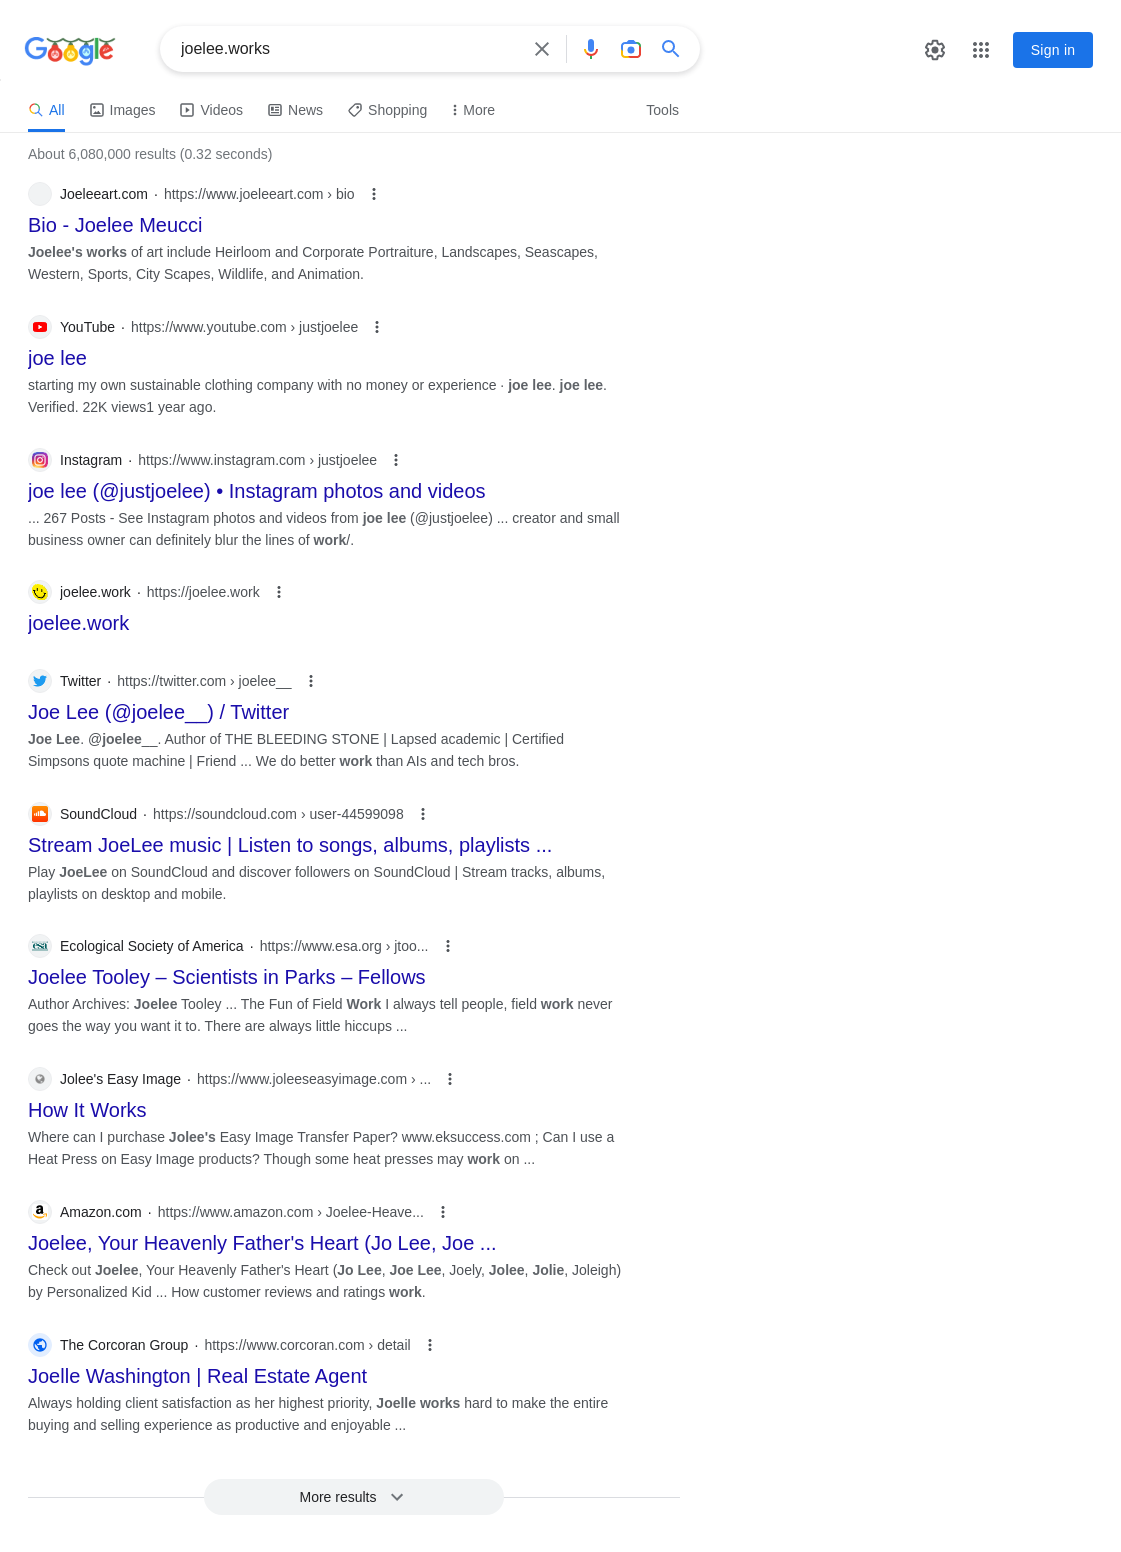 Google
joelee.works
Sign in
All
Images
Videos
News
Shopping
More
Tools
About 6,080,000 results (0.32 seconds)
Joeleeart.com · https://www.joeleeart.com › bio
Bio - Joelee Meucci
Joelee's works of art include Heirloom and Corporate Portraiture, Landscapes, Seascapes,
Western, Sports, City Scapes, Wildlife, and Animation.
YouTube · https://www.youtube.com › justjoelee
joe lee
starting my own sustainable clothing company with no money or experience · joe lee. joe lee.
Verified. 22K views1 year ago.
Instagram · https://www.instagram.com › justjoelee
joe lee (@justjoelee) • Instagram photos and videos
... 267 Posts - See Instagram photos and videos from joe lee (@justjoelee) ... creator and small
business owner can definitely blur the lines of work/.
joelee.work · https://joelee.work
joelee.work
Twitter · https://twitter.com › joelee__
Joe Lee (@joelee__) / Twitter
Joe Lee. @joelee__. Author of THE BLEEDING STONE | Lapsed academic | Certified
Simpsons quote machine | Friend ... We do better work than AIs and tech bros.
SoundCloud · https://soundcloud.com › user-44599098
Stream JoeLee music | Listen to songs, albums, playlists ...
Play JoeLee on SoundCloud and discover followers on SoundCloud | Stream tracks, albums,
playlists on desktop and mobile.
esa
Ecological Society of America · https://www.esa.org › jtoo...
Joelee Tooley – Scientists in Parks – Fellows
Author Archives: Joelee Tooley ... The Fun of Field Work I always tell people, field work never
goes the way you want it to. There are always little hiccups ...
Jolee's Easy Image · https://www.joleeseasyimage.com › ...
How It Works
Where can I purchase Jolee's Easy Image Transfer Paper? www.eksuccess.com ; Can I use a
Heat Press on Easy Image products? Though some heat presses may work on ...
Amazon.com · https://www.amazon.com › Joelee-Heave...
Joelee, Your Heavenly Father's Heart (Jo Lee, Joe ...
Check out Joelee, Your Heavenly Father's Heart (Jo Lee, Joe Lee, Joely, Jolee, Jolie, Joleigh)
by Personalized Kid ... How customer reviews and ratings work.
The Corcoran Group · https://www.corcoran.com › detail
Joelle Washington | Real Estate Agent
Always holding client satisfaction as her highest priority, Joelle works hard to make the entire
buying and selling experience as productive and enjoyable ...
More results